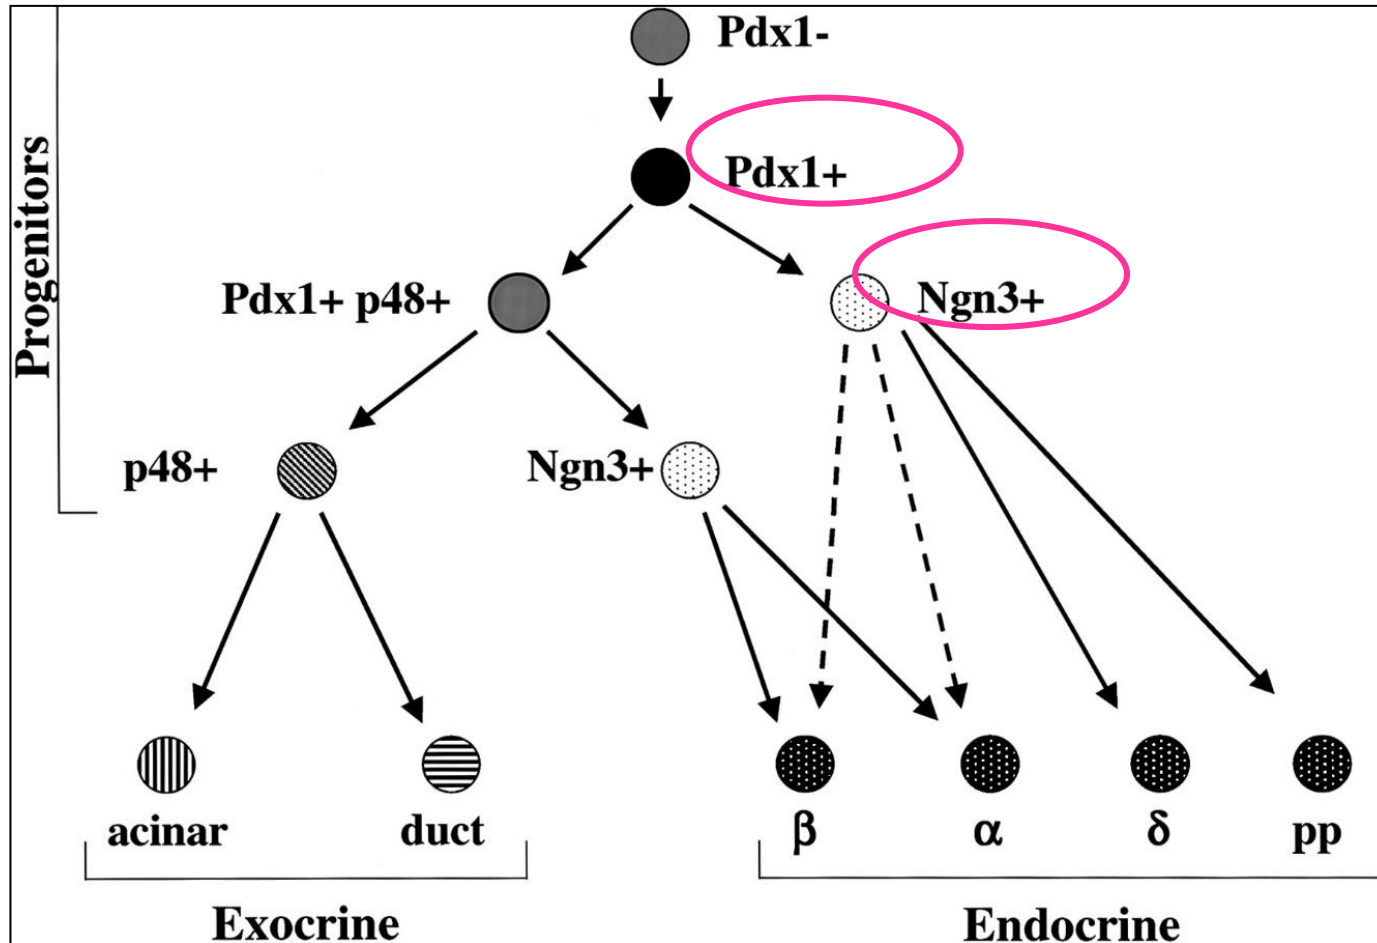 Pdx1-
Progenitors
Pdx1+
Pdx1+ p48+
Ngn3+
p48+
Ngn3+
acinar
duct
β
α
δ
pp
Exocrine
Endocrine